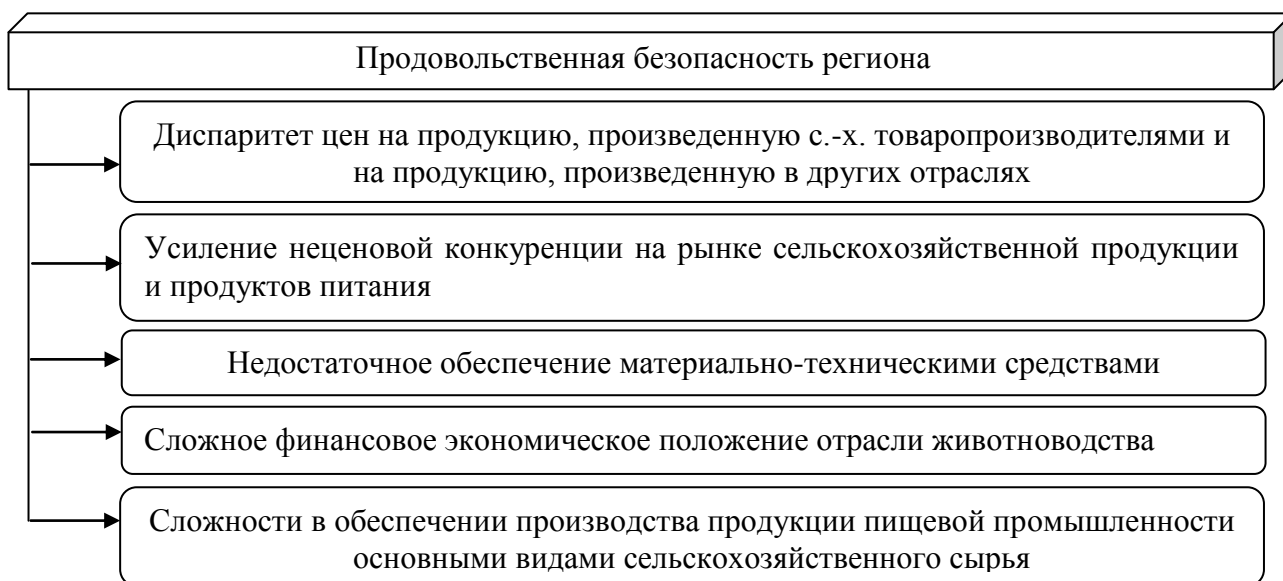 Продовольственная безопасность региона
Диспаритет цен на продукцию, произведенную с.-х. товаропроизводителями и
на продукцию, произведенную в других отраслях
Усиление неценовой конкуренции на рынке сельскохозяйственной продукции
и продуктов питания
Недостаточное обеспечение материально-техническими средствами
Сложное финансовое экономическое положение отрасли животноводства
Сложности в обеспечении производства продукции пищевой промышленности
основными видами сельскохозяйственного сырья